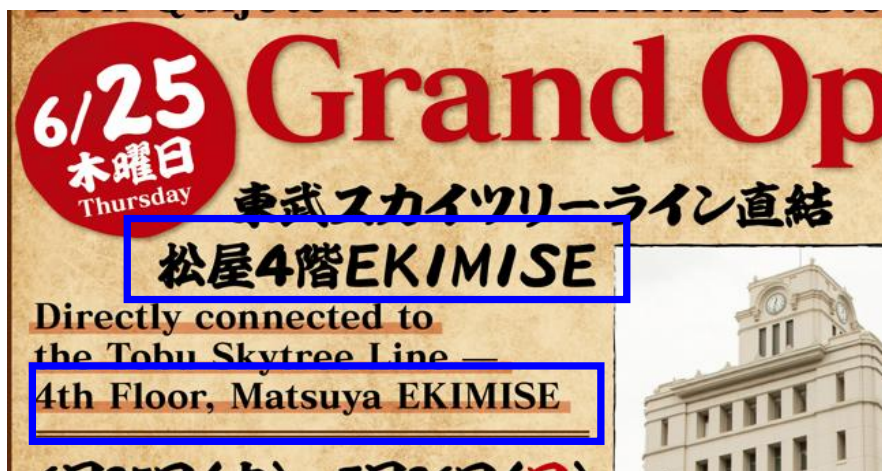 6/25
木曜日
Thursday
Grand Op
東武スカイツリーライン直結
松屋4階EKIMISE
Directly connected to
the Tobu Skytree Line —
4th Floor, Matsuya EKIMISE